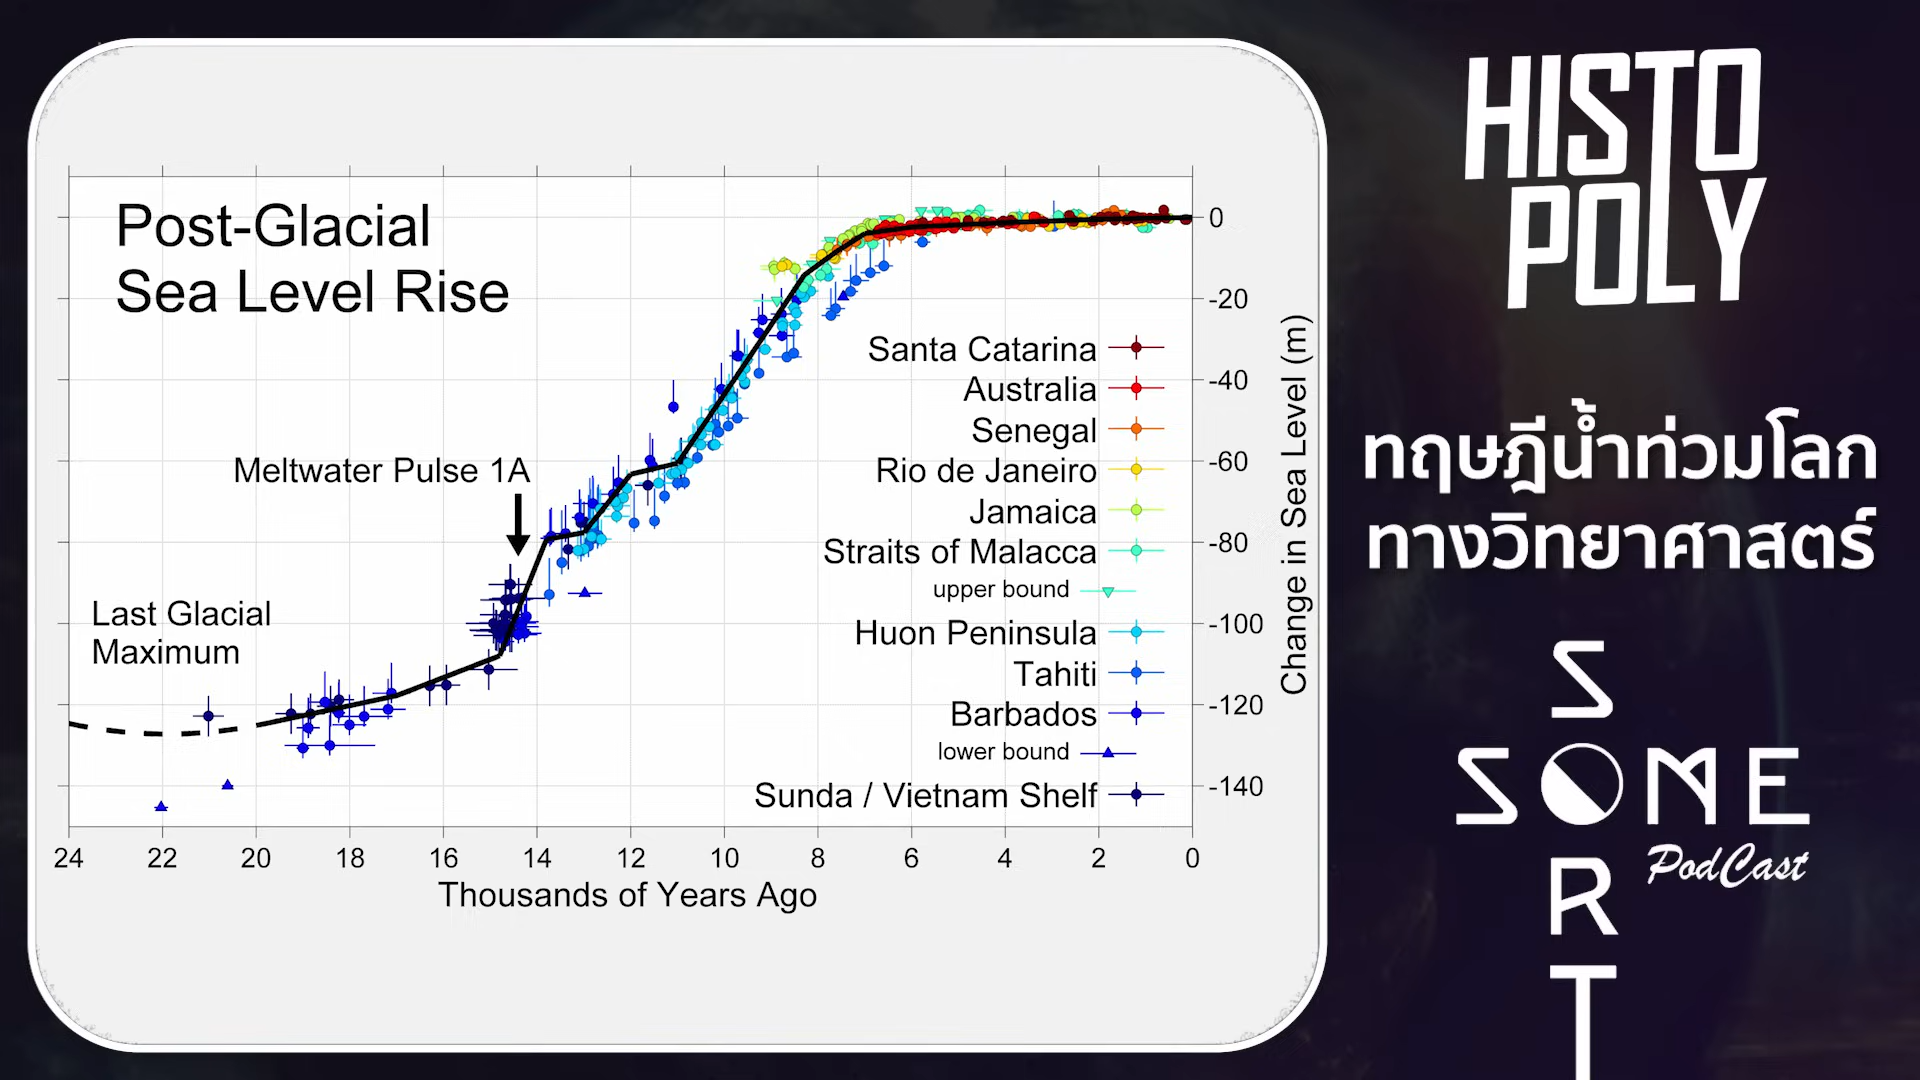 Post-Glacial
Sea Level Rise
Meltwater Pulse 1A
Last Glacial
Maximum
Santa Catarina
Australia
Senegal
Rio de Janeiro
Jamaica
Straits of Malacca
upper bound
Huon Peninsula
Tahiti
Barbados
lower bound
Sunda / Vietnam Shelf
0
-20
-40
-60
-80
-100
-120
-140
Change in Sea Level (m)
24 22 20 18 16 14 12 10 8 6 4 2 0
Thousands of Years Ago
HISTO
POLY
ทฤษฎีน้ำท่วมโลก
ทางวิทยาศาสตร์
S
SOME
PodCast
R
T